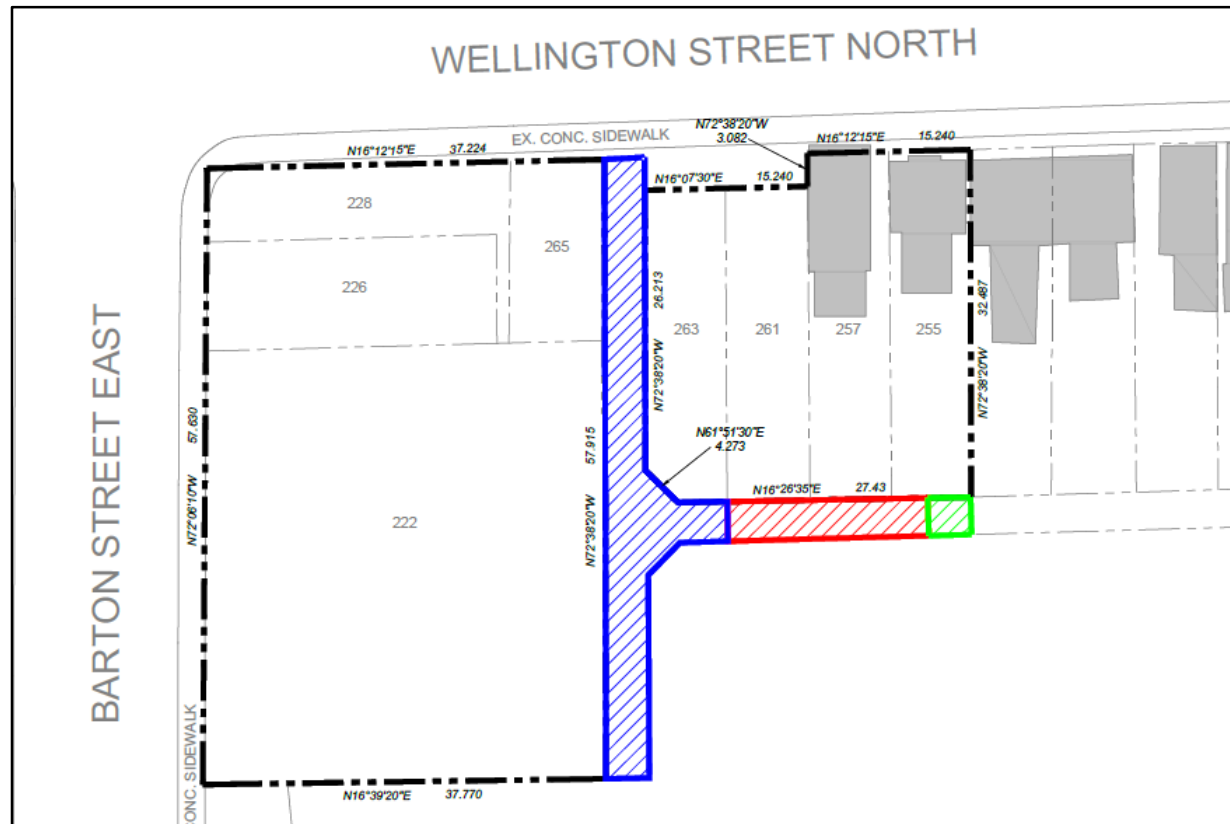 WELLINGTON STREET NORTH
EX. CONC. SIDEWALK
N72°38'20"W
3.082
N16°12'15"E 37.224
N16°12'15"E 15.240
N16°07'30"E 15.240
228
265
226
263
261
257
255
26.213
N72°38'20"W
32.487
N72°38'20"W
BARTON STREET EAST
57.630
N72°06'10"W
57.915
N72°38'20"W
N61°51'30"E
4.273
N16°26'35"E 27.43
222
CONC. SIDEWALK
N16°39'20"E 37.770